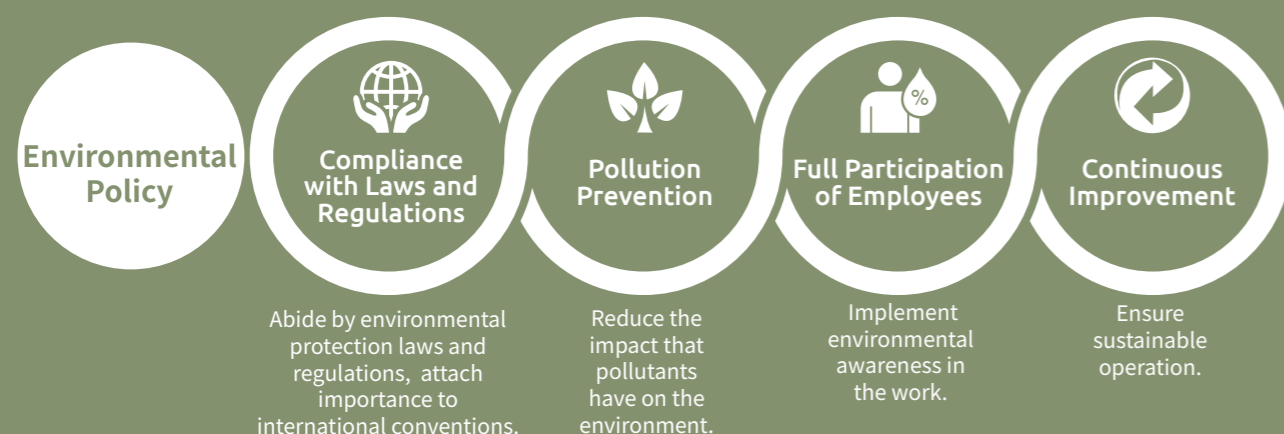 Environmental
Policy
Compliance
with Laws and
Regulations
Abide by environmental
protection laws and
regulations, attach
importance to
international conventions.
Pollution
Prevention
Reduce the
impact that
pollutants
have on the
environment.
%
Full Participation
of Employees
Implement
environmental
awareness in
the work.
Continuous
Improvement
Ensure
sustainable
operation.